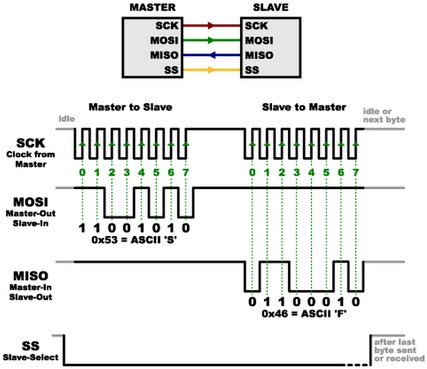 MASTER SLAVE
SCK SCK
MOSI MOSI
MISO MISO
SS SS
Master to Slave Slave to Master
idle
idle or
next byte
SCK
Clock from
Master
0 1 2 3 4 5 6 7 0 1 2 3 4 5 6 7
MOSI
Master-Out
Slave-In
1 1 0 0 1 0 1 0
0x53 = ASCII 'S'
MISO
Master-In
Slave-Out
0 1 1 0 0 0 1 0
0x46 = ASCII 'F'
SS
Slave-Select
after last
byte sent
or received